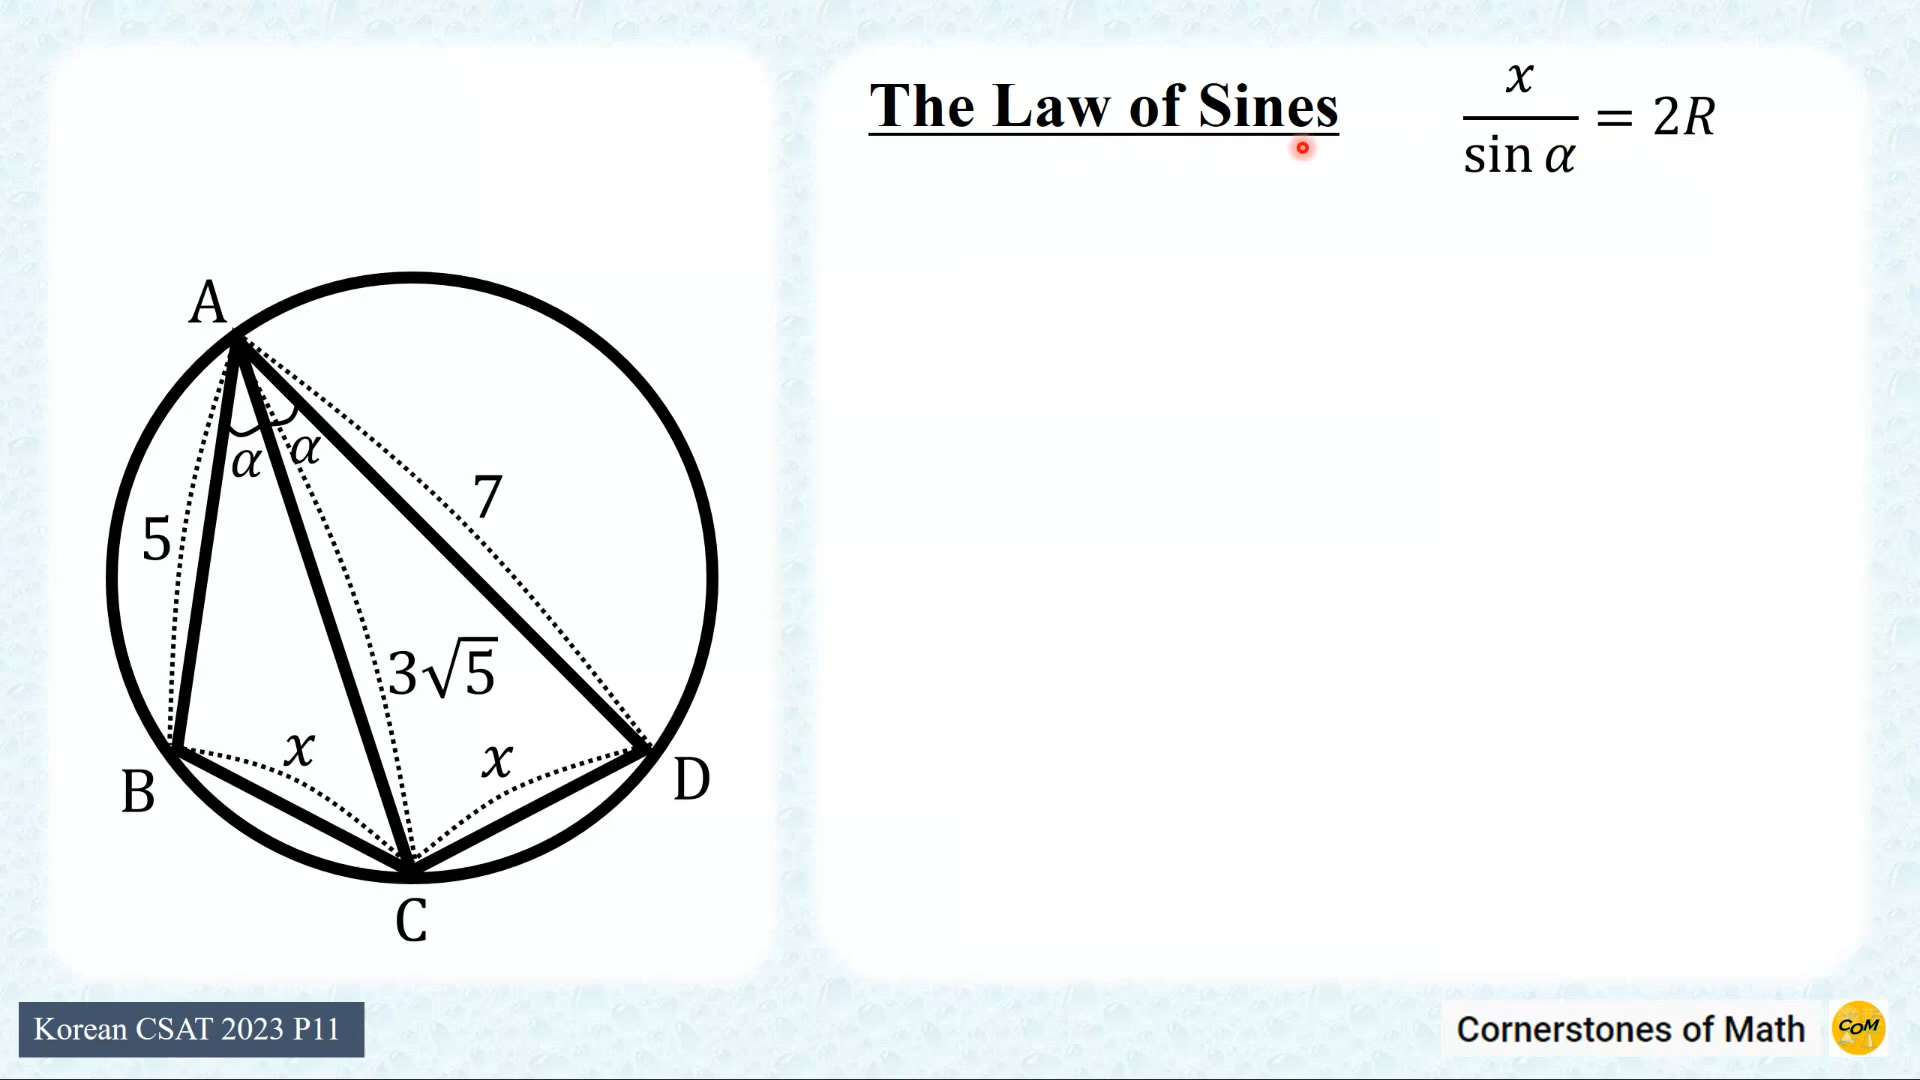 The Law of Sines
x / sin α = 2R
A
α α
5
7
3√5
x x
B
D
C
Korean CSAT 2023 P11
Cornerstones of Math
COM